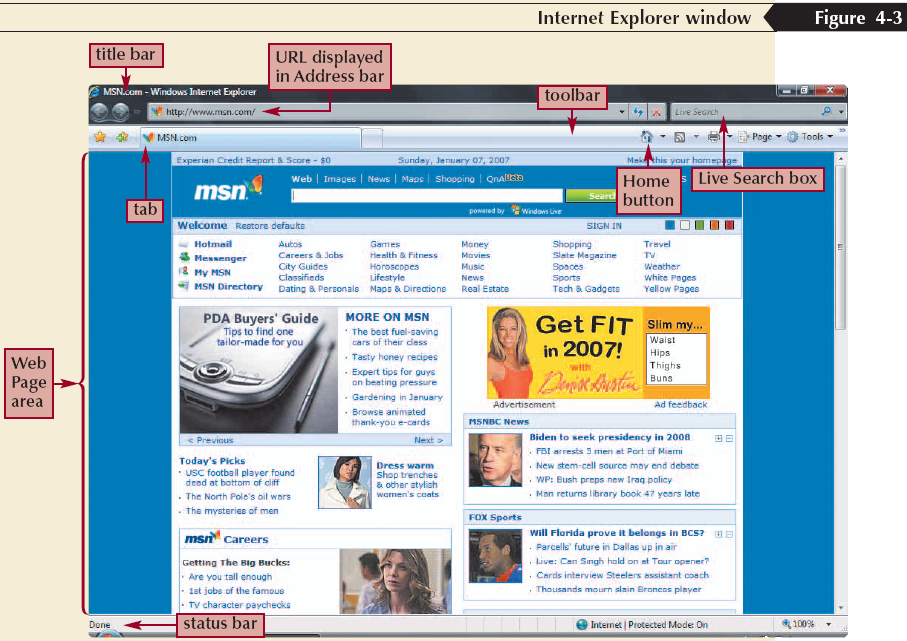 Internet Explorer window
Figure 4-3
title bar
URL displayed
in Address bar
toolbar
MSN.com - Windows Internet Explorer
http://www.msn.com/
Live Search
MSN.com
Page
Tools
tab
Home
button
Live Search box
Experian Credit Report & Score - $0
Sunday, January 07, 2007
Make this your homepage
msn
Web | Images | News | Maps | Shopping | QnA Beta
Search
powered by Windows Live
Welcome Restore defaults
SIGN IN
Hotmail
Messenger
My MSN
MSN Directory
Autos
Careers & Jobs
City Guides
Classifieds
Dating & Personals
Games
Health & Fitness
Horoscopes
Lifestyle
Maps & Directions
Money
Movies
Music
News
Real Estate
Shopping
Slate Magazine
Spaces
Sports
Tech & Gadgets
Travel
TV
Weather
White Pages
Yellow Pages
Web
Page
area
PDA Buyers' Guide
Tips to find one
tailor-made for you
< Previous
Next >
MORE ON MSN
The best fuel-saving
cars of their class
Tasty honey recipes
Expert tips for guys
on beating pressure
Gardening in January
Browse animated
thank-you e-cards
Get FIT
in 2007!
with
Denise Austin
Slim my...
Waist
Hips
Thighs
Buns
Advertisement
Ad feedback
Today's Picks
USC football player found
dead at bottom of cliff
The North Pole's oil wars
The mysteries of men
Dress warm
Shop trenches
& other stylish
women's coats
MSNBC News
Biden to seek presidency in 2008
FBI arrests 3 men at Port of Miami
New stem-cell source may end debate
WP: Bush preps new Iraq policy
Man returns library book 47 years late
FOX Sports
Will Florida prove it belongs in BCS?
Parcells' future in Dallas up in air
Live: Can Singh hold on at Tour opener?
Cards interview Steelers assistant coach
Thousands mourn slain Broncos player
msn Careers
Getting The Big Bucks:
Are you tall enough
1st jobs of the famous
TV character paychecks
Done
status bar
Internet | Protected Mode: On
100%